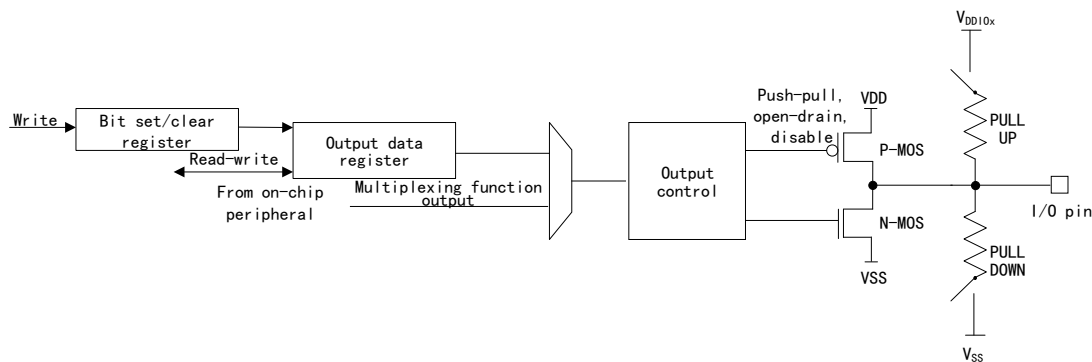 V_DDIOx
Write
Bit set/clear
register
Read-write
From on-chip
peripheral
Output data
register
Multiplexing function
output
Output
control
Push-pull,
open-drain,
disable
VDD
P-MOS
N-MOS
VSS
PULL
UP
I/O pin
PULL
DOWN
V_SS